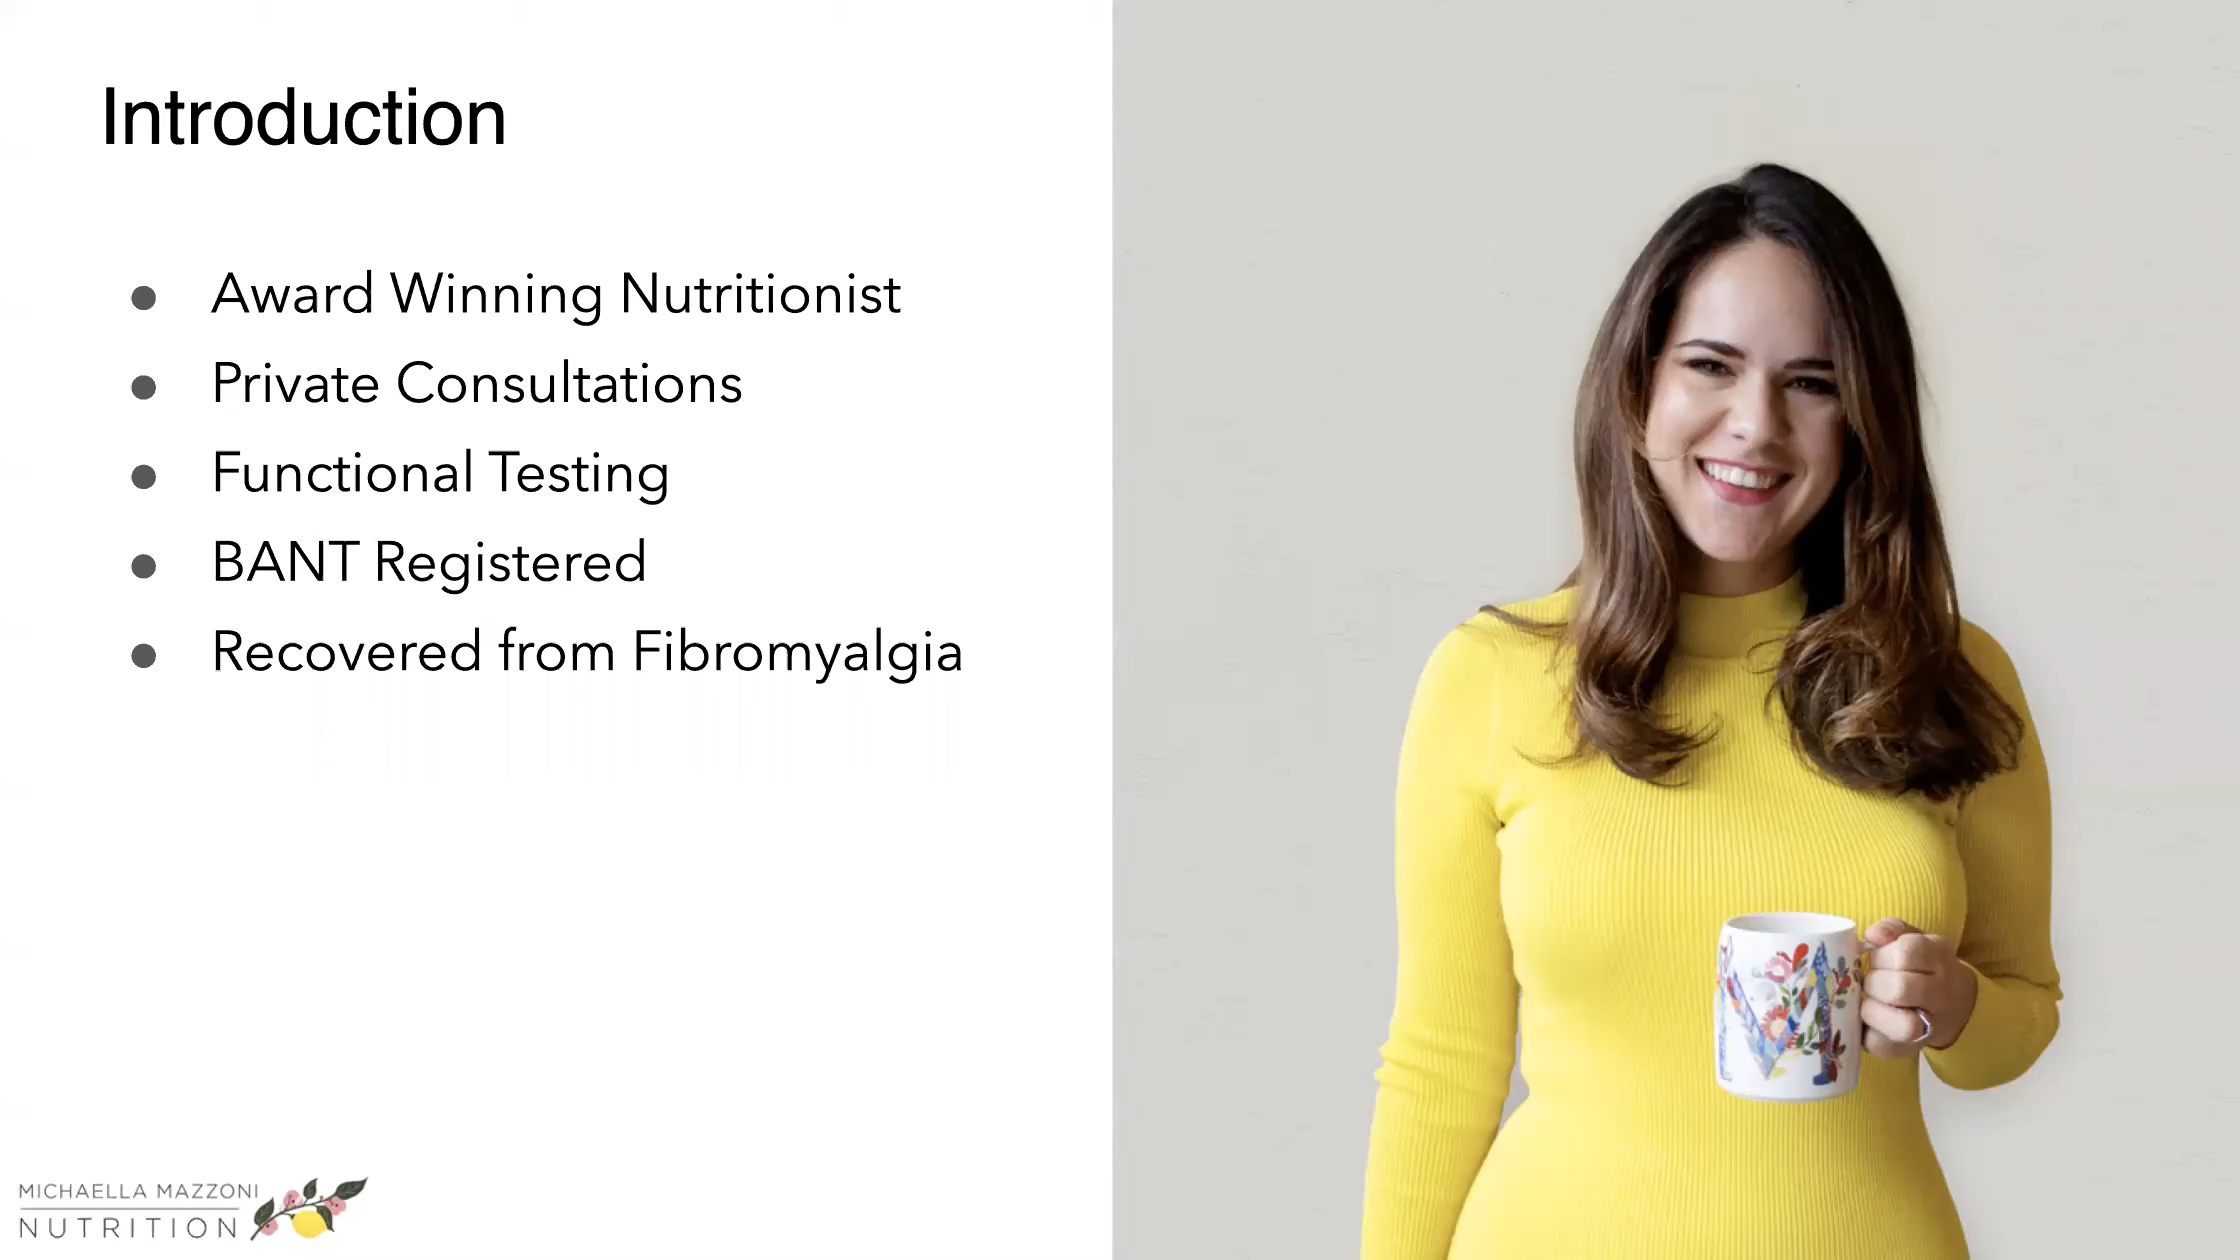 Introduction
● Award Winning Nutritionist
● Private Consultations
● Functional Testing
● BANT Registered
● Recovered from Fibromyalgia
M
MICHAELLA MAZZONI
NUTRITION